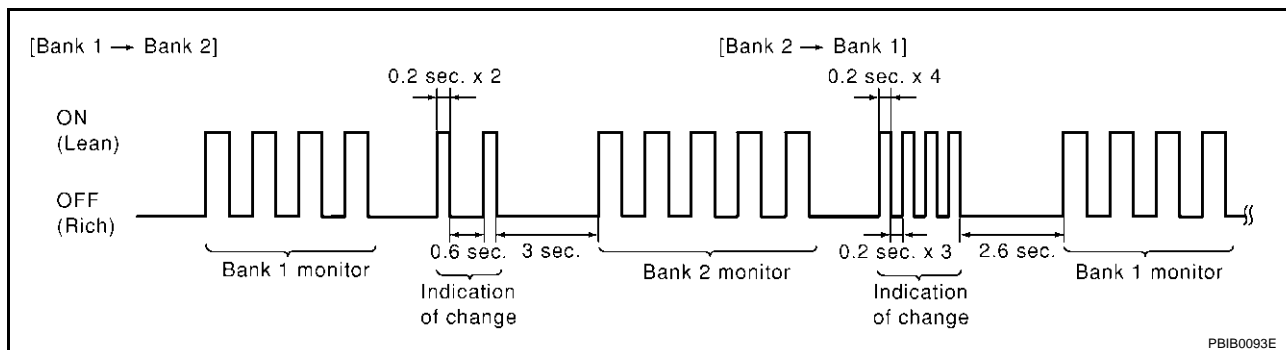 [Bank 1 → Bank 2]
[Bank 2 → Bank 1]
0.2 sec. x 2
0.2 sec. x 4
ON
(Lean)
OFF
(Rich)
0.6 sec.
3 sec.
0.2 sec. x 3
2.6 sec.
Bank 1 monitor
Indication
of change
Bank 2 monitor
Indication
of change
Bank 1 monitor
PBIB0093E